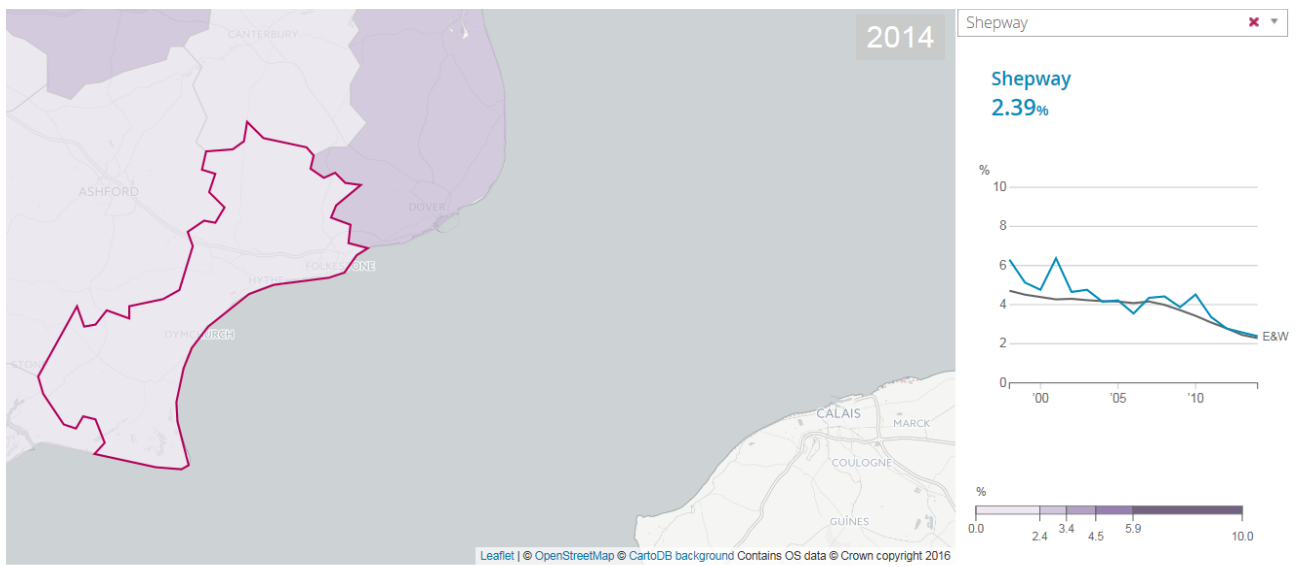 CANTERBURY
2014
ASHFORD
DOVER
FOLKESTONE
HYTHE
DYMCHURCH
STON
CALAIS
MARCK
COULOGNE
GUÎNES
Leaflet | © OpenStreetMap © CartoDB background Contains OS data © Crown copyright 2016
Shepway
Shepway
2.39%
%
10
8
6
4
2
0
E&W
'00 '05 '10
%
0.0 2.4 3.4 4.5 5.9 10.0